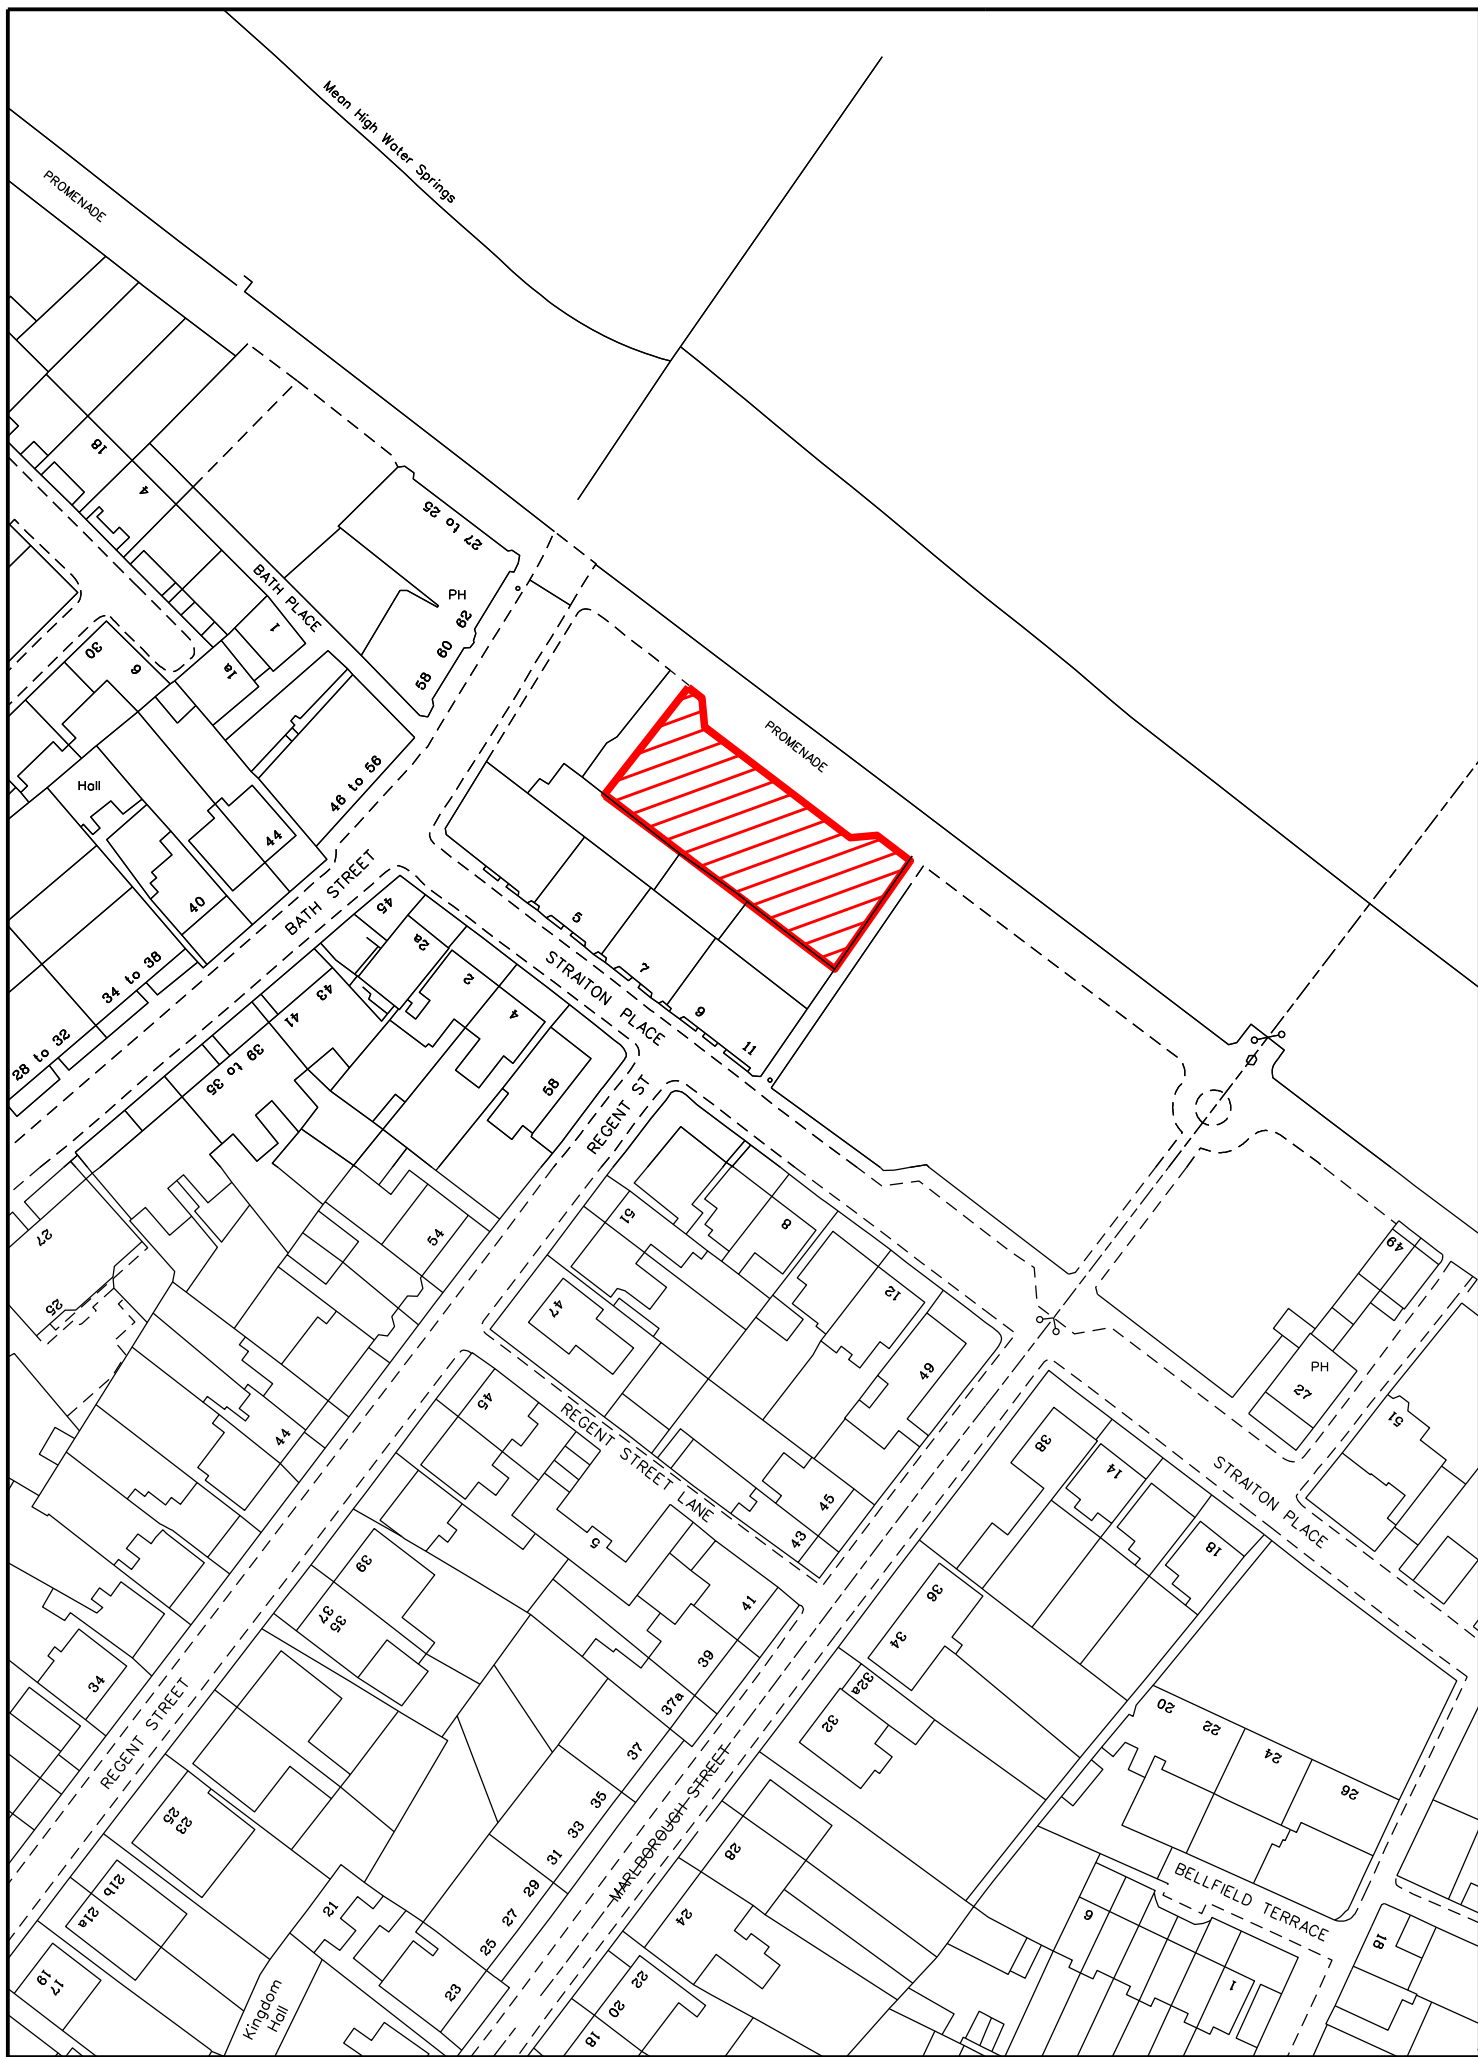 Mean High Water Springs
PROMENADE
18
4
27 to 25
BATH PLACE
PH
62
60
58
1
1a
30
6
PROMENADE
46 to 56
Hall
44
40
BATH STREET
45
2a
5
7
9
11
STRAITON PLACE
34 to 38
43
41
2
4
28 to 32
39 to 35
58
REGENT ST
27
25
54
51
8
47
12
49
49
PH
27
51
45
44
REGENT STREET LANE
45
43
5
38
14
18
STRAITON PLACE
39
37
35
41
39
36
34
34
37a
32a
32
REGENT STREET
37
20
22
24
26
25
23
35
33
31
29
27
25
23
MARLBOROUGH STREET
28
24
21b
21a
21
BELLFIELD TERRACE
6
18
1
19
17
Kingdom
Hall
22
20
18